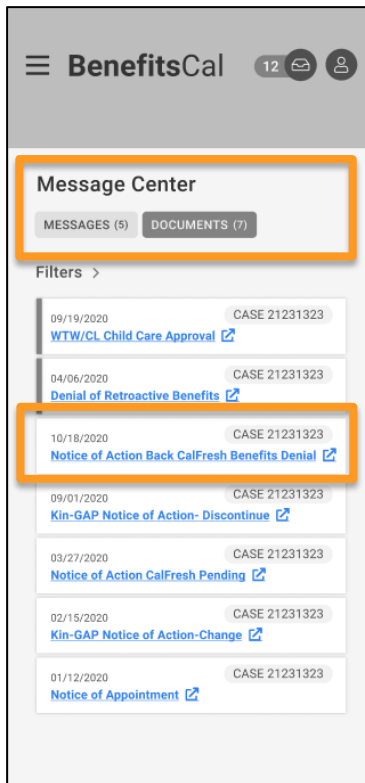 BenefitsCal 12
Message Center
MESSAGES (5) DOCUMENTS (7)
Filters >
09/19/2020 CASE 21231323
WTW/CL Child Care Approval
04/06/2020 CASE 21231323
Denial of Retroactive Benefits
10/18/2020 CASE 21231323
Notice of Action Back CalFresh Benefits Denial
09/01/2020 CASE 21231323
Kin-GAP Notice of Action- Discontinue
03/27/2020 CASE 21231323
Notice of Action CalFresh Pending
02/15/2020 CASE 21231323
Kin-GAP Notice of Action-Change
01/12/2020 CASE 21231323
Notice of Appointment